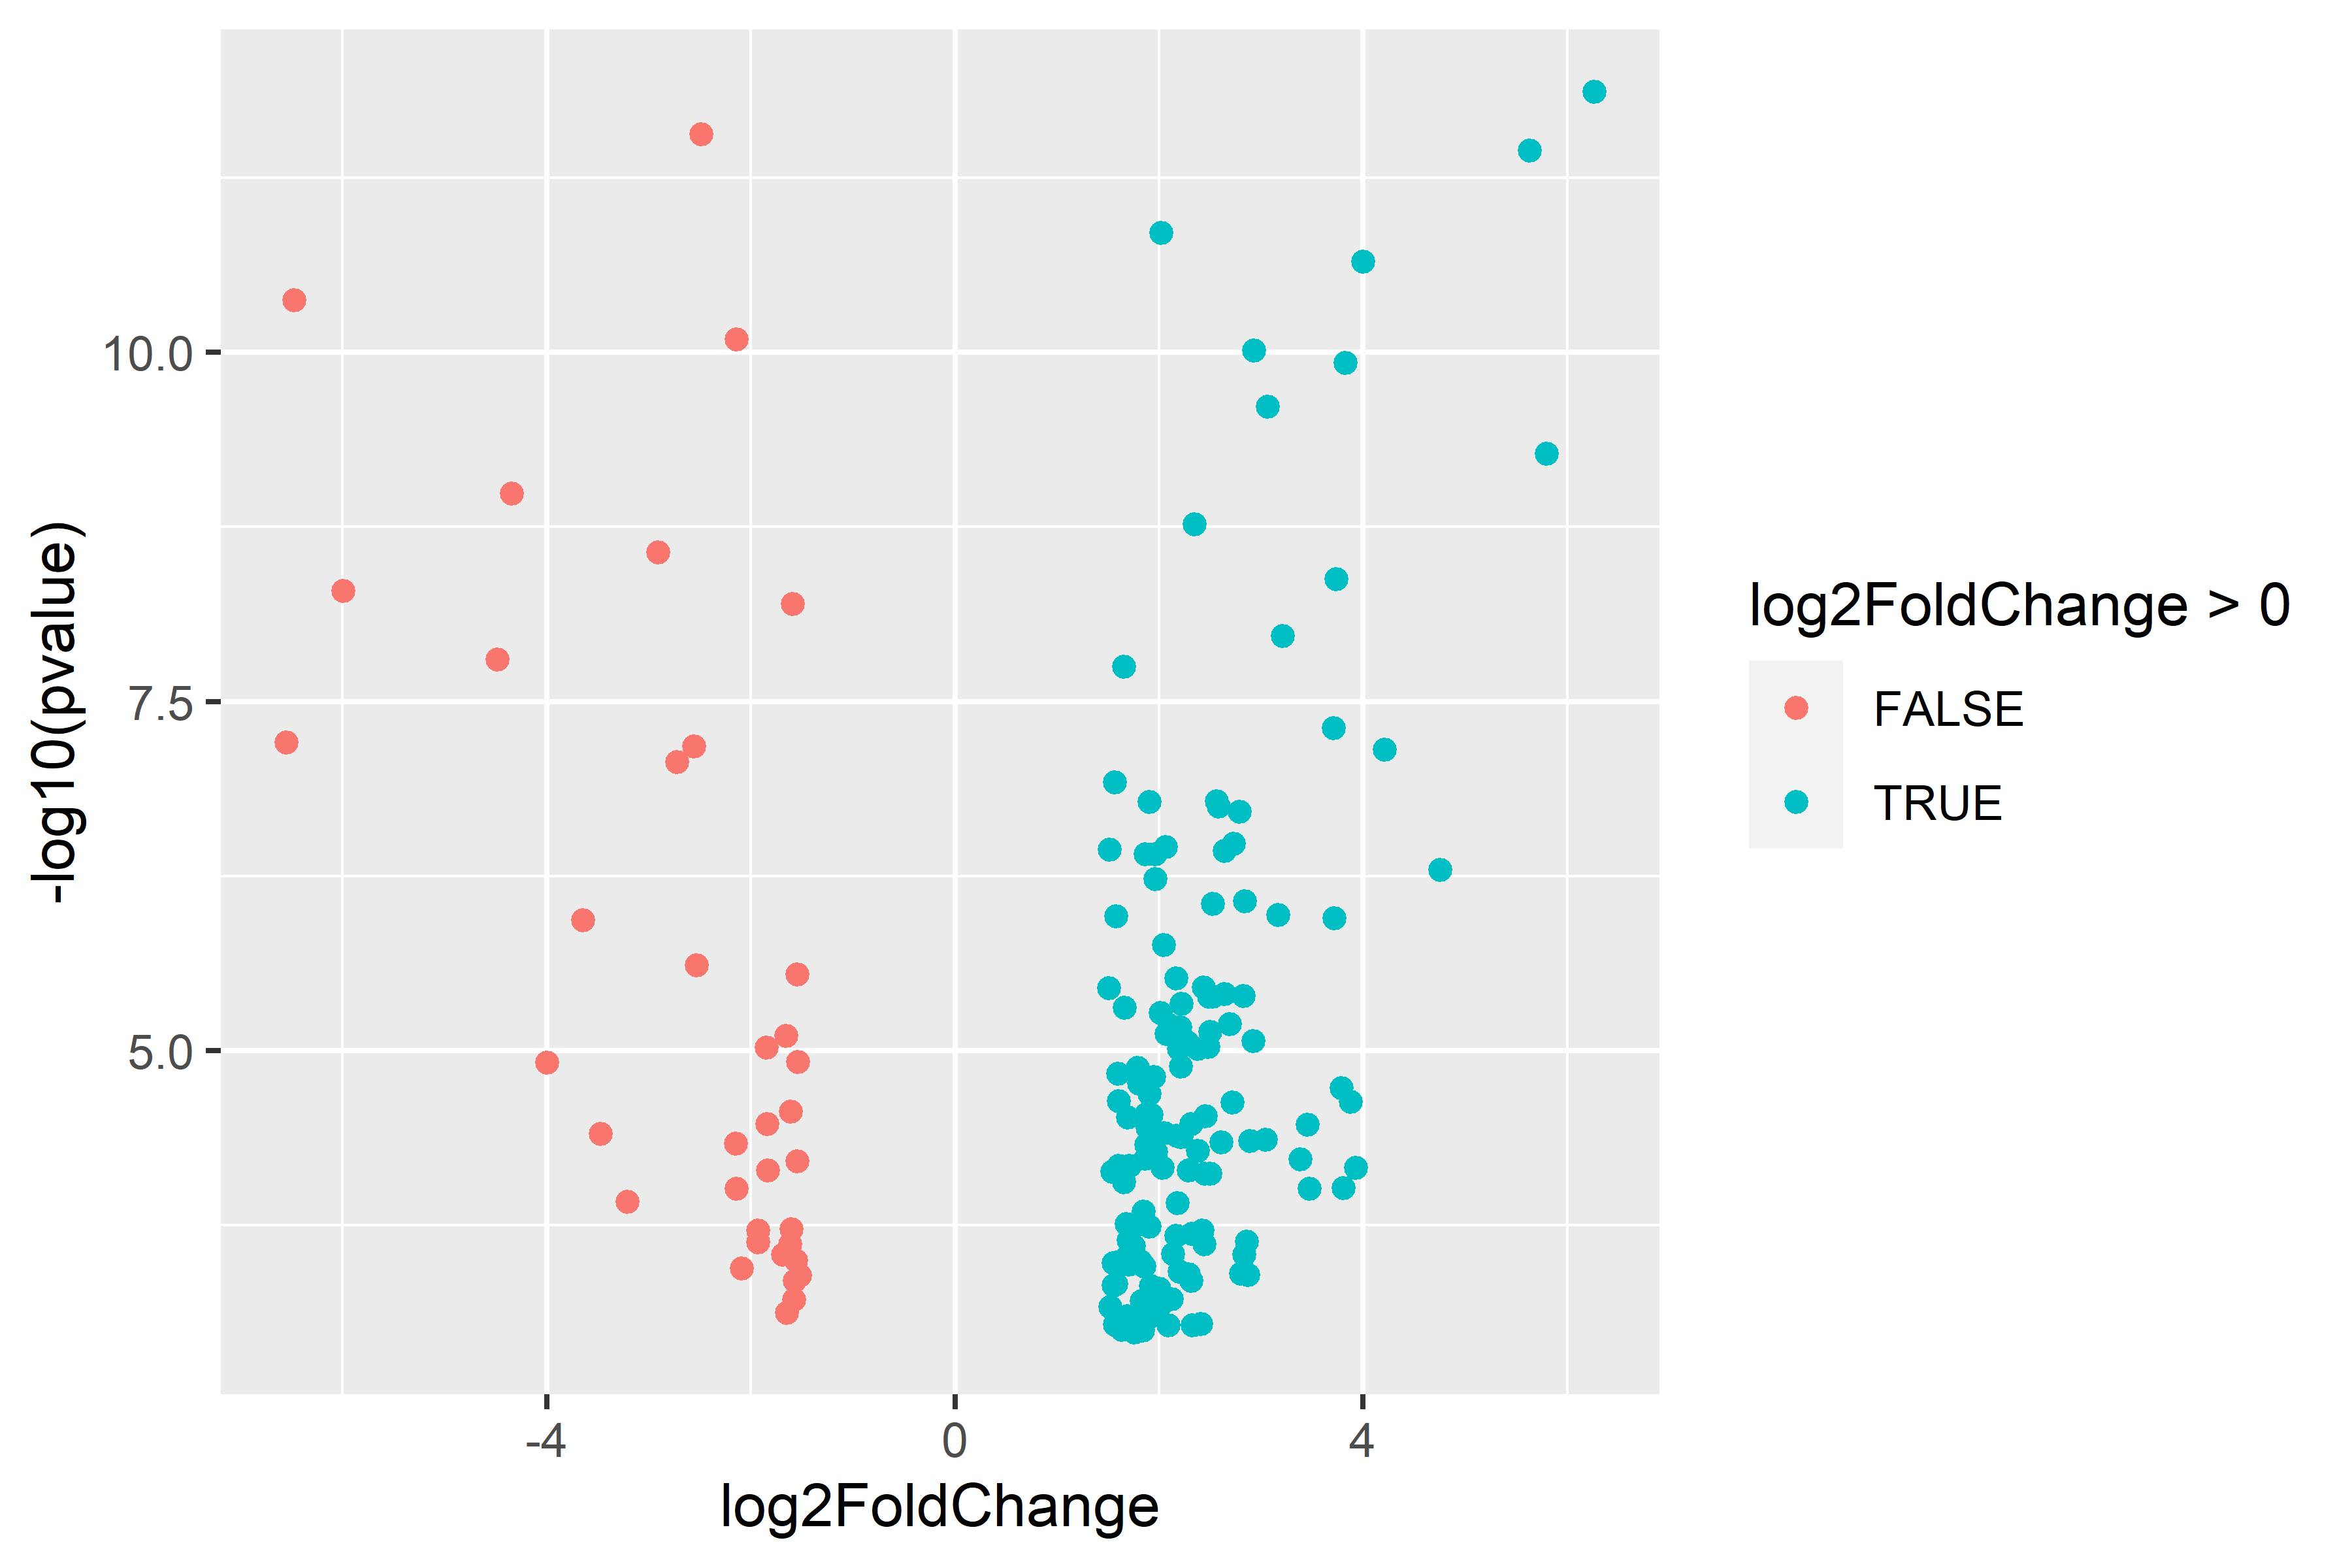 -log10(pvalue)
10.0
7.5
5.0
-4
0
4
log2FoldChange
log2FoldChange > 0
FALSE
TRUE